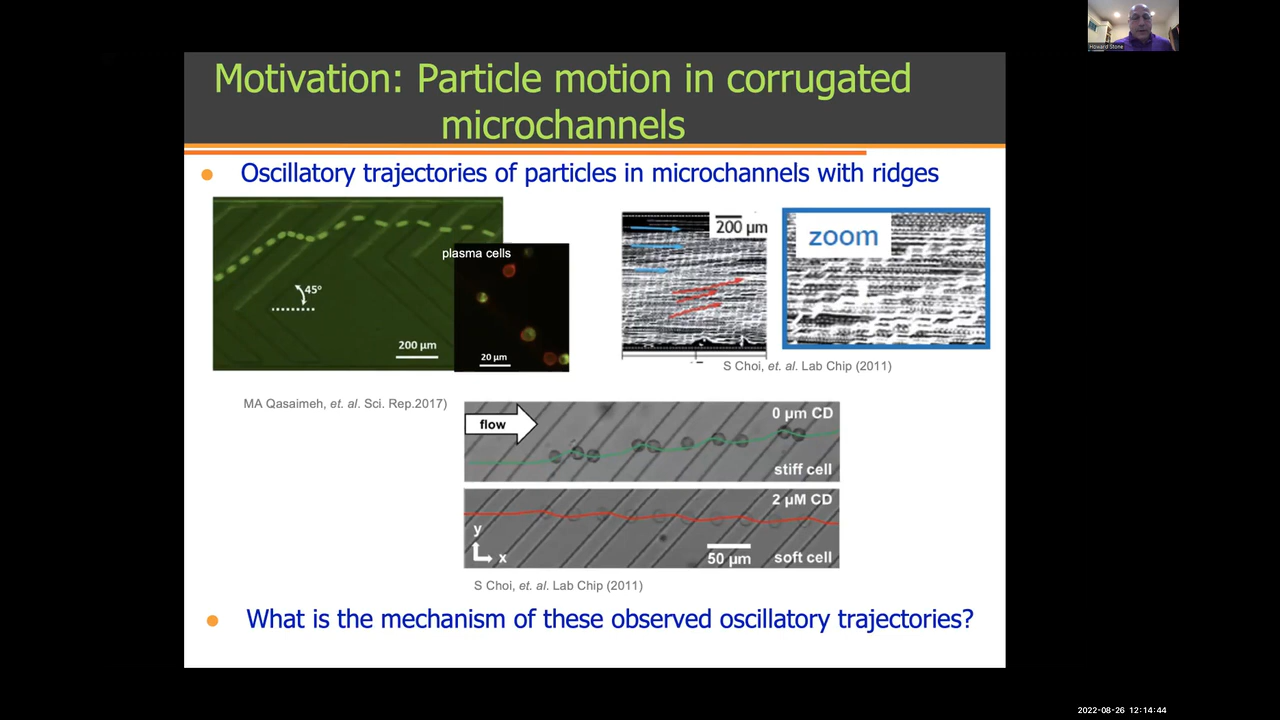 Howard Stone
Motivation: Particle motion in corrugated
microchannels
Oscillatory trajectories of particles in microchannels with ridges
plasma cells
45°
200 µm
20 µm
MA Qasaimeh, et. al. Sci. Rep.2017)
200 µm
zoom
S Choi, et. al. Lab Chip (2011)
flow
0 µm CD
stiff cell
2 µM CD
y
x
50 µm
soft cell
S Choi, et. al. Lab Chip (2011)
What is the mechanism of these observed oscillatory trajectories?
2022-08-26 12:14:44